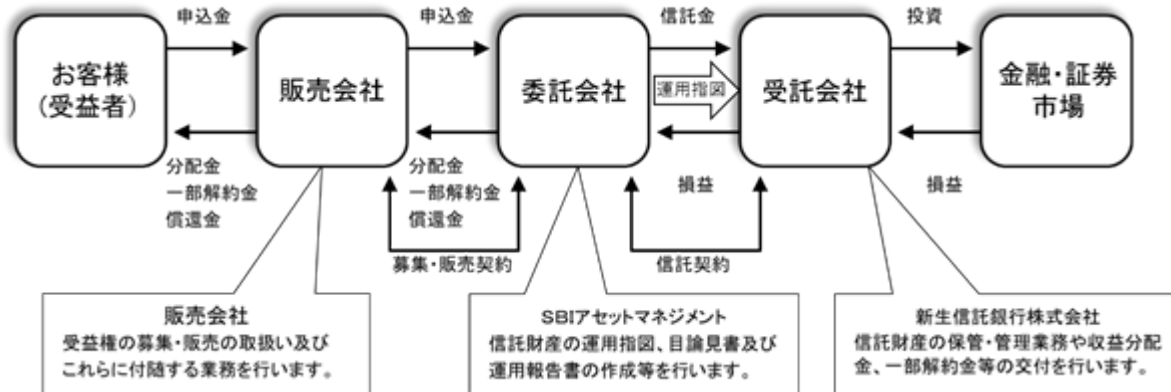 申込金
申込金
信託金
投資
お客様
(受益者)
販売会社
委託会社
運用指図
受託会社
金融・証券
市場
分配金
一部解約金
償還金
分配金
一部解約金
償還金
損益
損益
募集・販売契約
信託契約
販売会社
受益権の募集・販売の取扱い及び
これらに付随する業務を行います。
SBIアセットマネジメント
信託財産の運用指図、目論見書及び
運用報告書の作成等を行います。
新生信託銀行株式会社
信託財産の保管・管理業務や収益分配
金、一部解約金等の交付を行います。